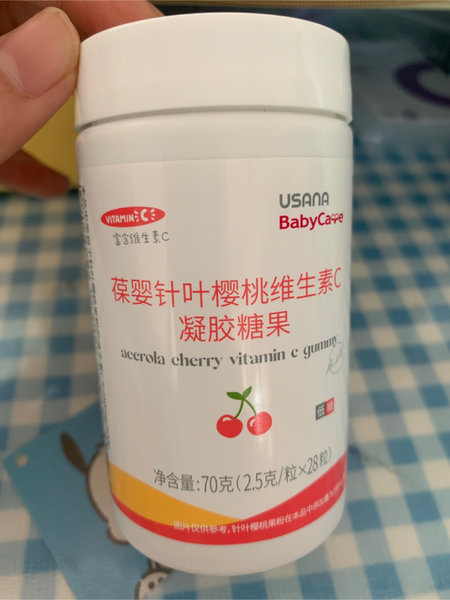 USANA
BabyCare
VITAMIN C
富含维生素C
葆婴针叶樱桃维生素C
凝胶糖果
acerola cherry vitamin c gummy
低糖
净含量:70克(2.5克/粒×28粒)
图片仅供参考,针叶樱桃果粉在本品中添加量